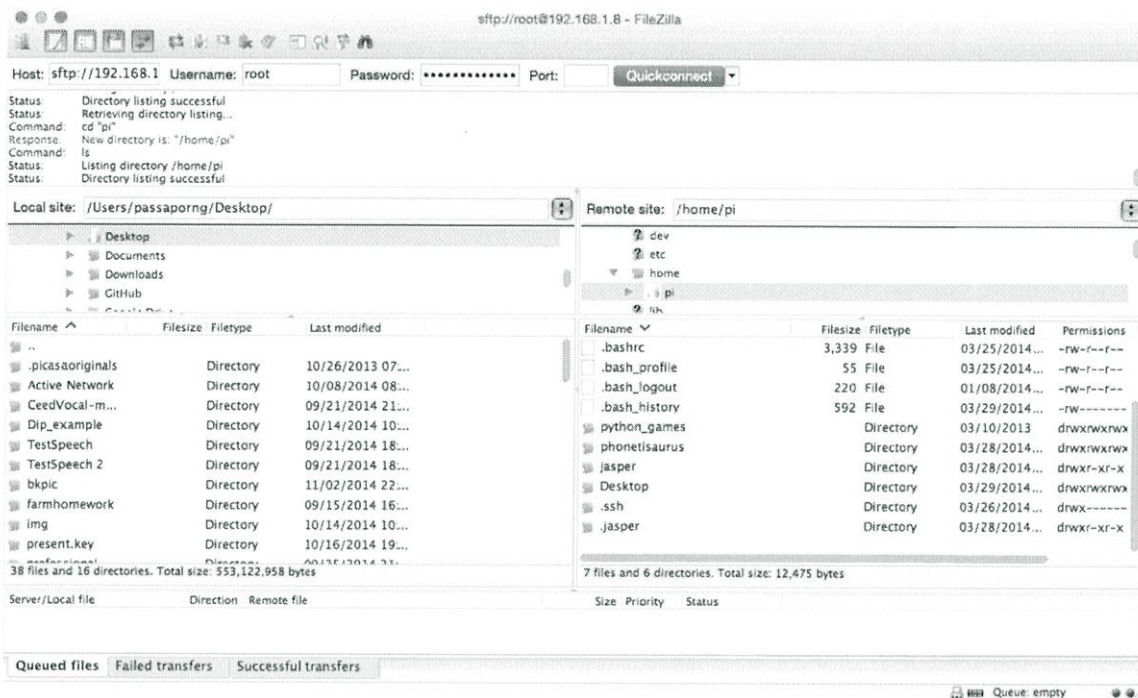 sftp://root@192.168.1.8 - FileZilla
Host: sftp://192.168.1 Username: root Password: ••••••••••••• Port: Quickconnect
Status: Directory listing successful
Status: Retrieving directory listing...
Command: cd "pi"
Response: New directory is: "/home/pi"
Command: ls
Status: Listing directory /home/pi
Status: Directory listing successful
Local site: /Users/passaporng/Desktop/
Desktop
Documents
Downloads
GitHub
Remote site: /home/pi
dev
etc
home
pi
lib
Filename Filesize Filetype Last modified
..
.picasaoriginals Directory 10/26/2013 07:...
Active Network Directory 10/08/2014 08:...
CeedVocal-m... Directory 09/21/2014 21:...
Dip_example Directory 10/14/2014 10:...
TestSpeech Directory 09/21/2014 18:...
TestSpeech 2 Directory 09/21/2014 18:...
bkpic Directory 11/02/2014 22:...
farmhomework Directory 09/15/2014 16:...
img Directory 10/14/2014 10:...
present.key Directory 10/16/2014 19:...
38 files and 16 directories. Total size: 553,122,958 bytes
Filename Filesize Filetype Last modified Permissions
.bashrc 3,339 File 03/25/2014... -rw-r--r--
.bash_profile 55 File 03/25/2014... -rw-r--r--
.bash_logout 220 File 01/08/2014... -rw-r--r--
.bash_history 592 File 03/29/2014... -rw-------
python_games Directory 03/10/2013 drwxrwxrwx
phonetisaurus Directory 03/28/2014... drwxrwxrwx
jasper Directory 03/28/2014... drwxr-xr-x
Desktop Directory 03/29/2014... drwxrwxrwx
.ssh Directory 03/26/2014... drwx------
.jasper Directory 03/28/2014... drwxr-xr-x
7 files and 6 directories. Total size: 12,475 bytes
Server/Local file Direction Remote file Size Priority Status
Queued files Failed transfers Successful transfers
Queue: empty